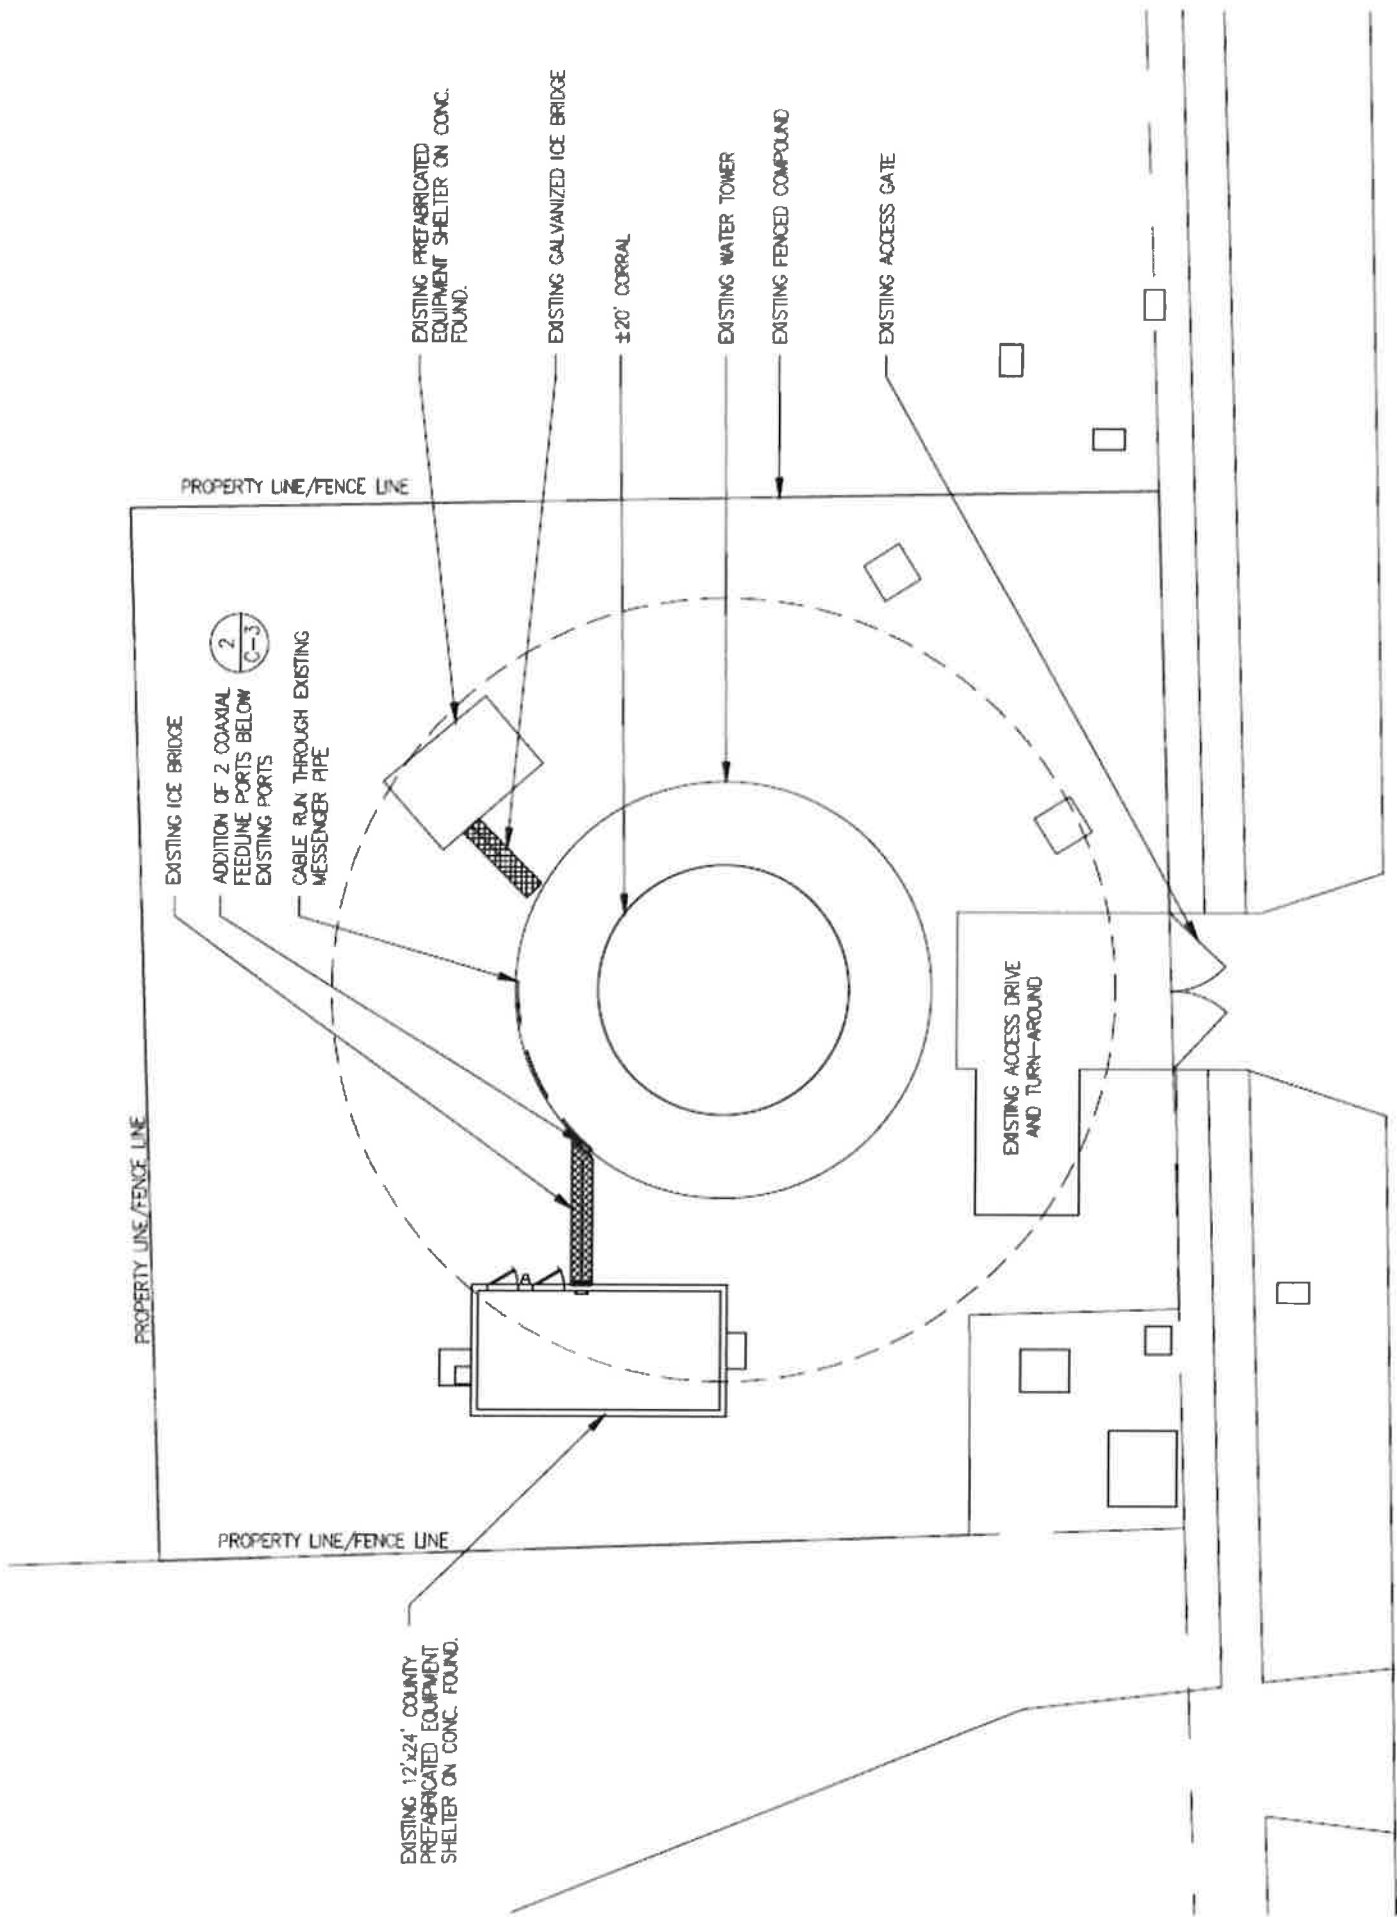 EXISTING PREFABRICATED
EQUIPMENT SHELTER ON CONC.
FOUND.
EXISTING GALVANIZED ICE BRIDGE
±20' CORRAL
EXISTING WATER TOWER
EXISTING FENCED COMPOUND
EXISTING ACCESS GATE
PROPERTY LINE/FENCE LINE
EXISTING ICE BRIDGE
ADDITION OF 2 COAXIAL
FEEDLINE PORTS BELOW
EXISTING PORTS
2
C-3
CABLE RUN THROUGH EXISTING
MESSENGER PIPE
PROPERTY LINE/FENCE LINE
EXISTING ACCESS DRIVE
AND TURN-AROUND
PROPERTY LINE/FENCE LINE
EXISTING 12'x24' COUNTY
PREFABRICATED EQUIPMENT
SHELTER ON CONC. FOUND.